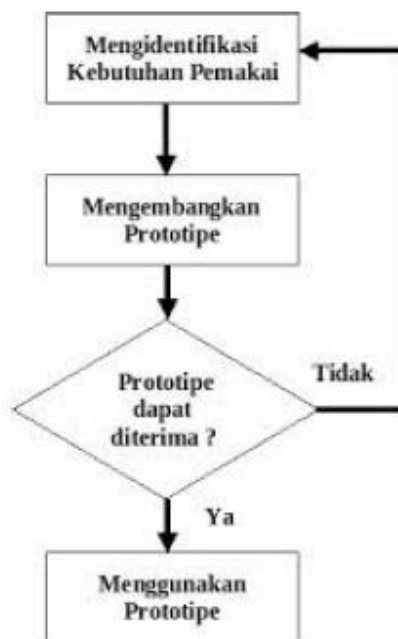 Mengidentifikasi
Kebutuhan Pemakai
Mengembangkan
Prototipe
Prototipe
dapat
diterima ?
Tidak
Ya
Menggunakan
Prototipe